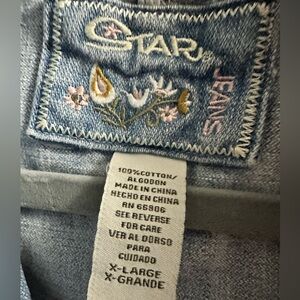 STAR
JEANS
100%COTTON/
ALGODON
MADE IN CHINA
HECHO EN CHINA
RN 66806
SEE REVERSE
FOR CARE
VER AL DORSO
PARA
CUIDADO
X-LARGE
X-GRANDE